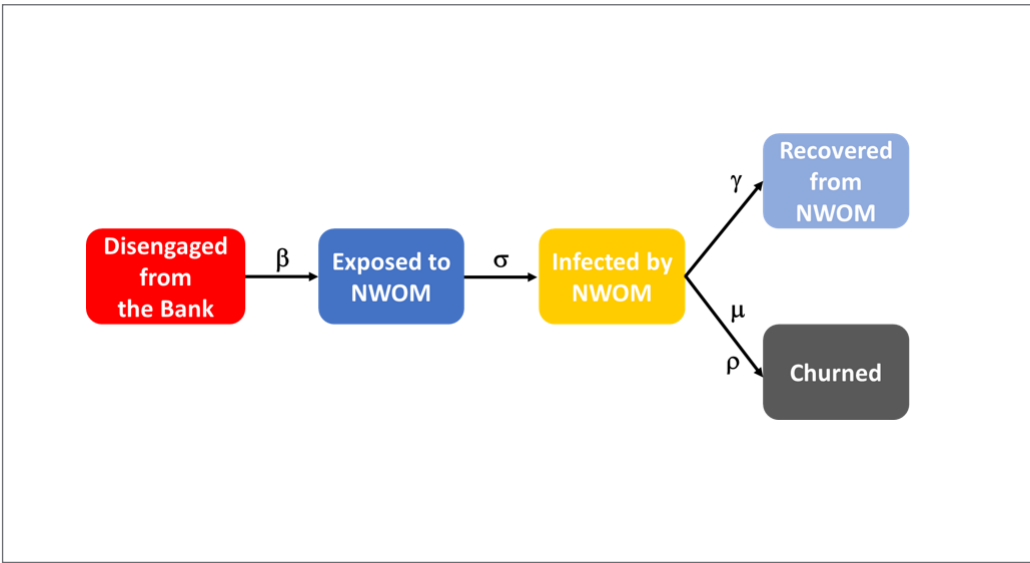 Disengaged
from
the Bank
β
Exposed to
NWOM
σ
Infected by
NWOM
γ
Recovered
from
NWOM
μ
ρ
Churned